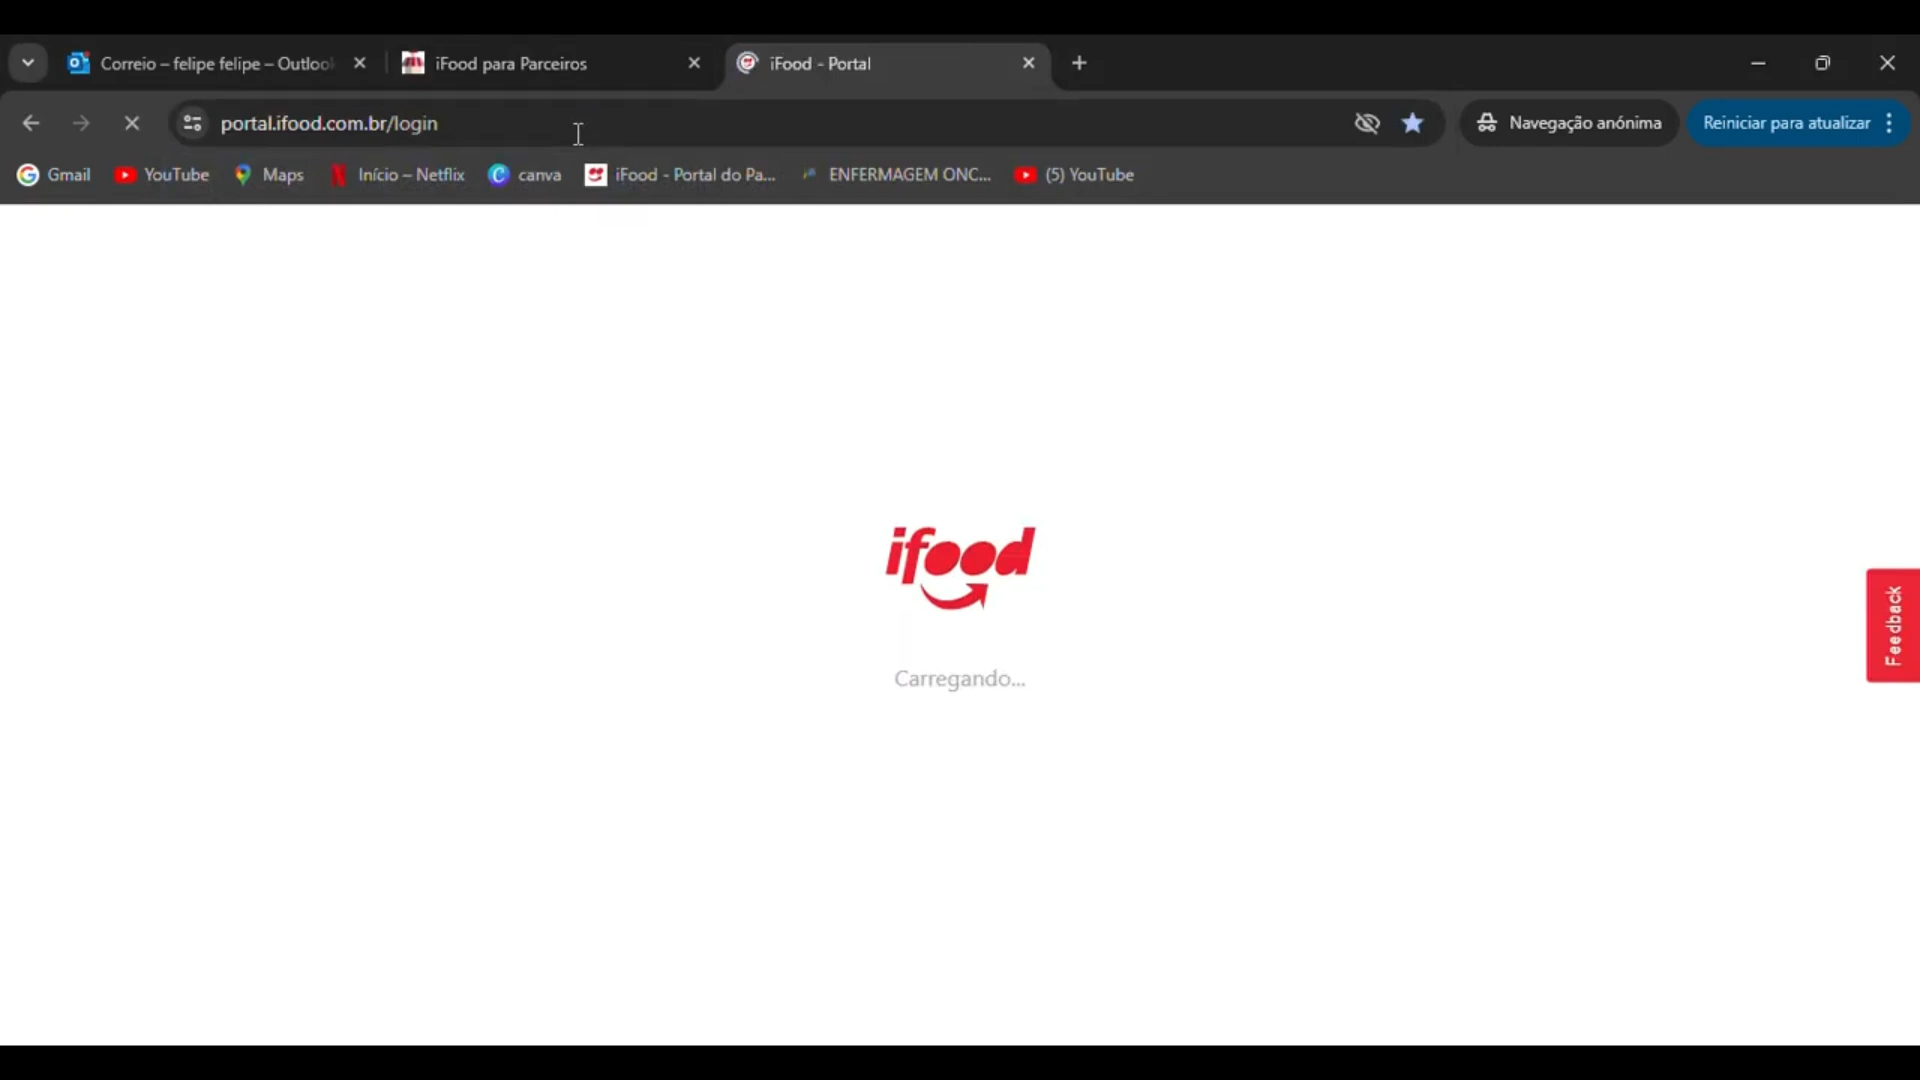 Correio – felipe felipe – Outloo
iFood para Parceiros
iFood - Portal
portal.ifood.com.br/login
Navegação anónima
Reiniciar para atualizar
Gmail
YouTube
Maps
Início – Netflix
canva
iFood - Portal do Pa...
ENFERMAGEM ONC...
(5) YouTube
ifood
Carregando...
Feedback